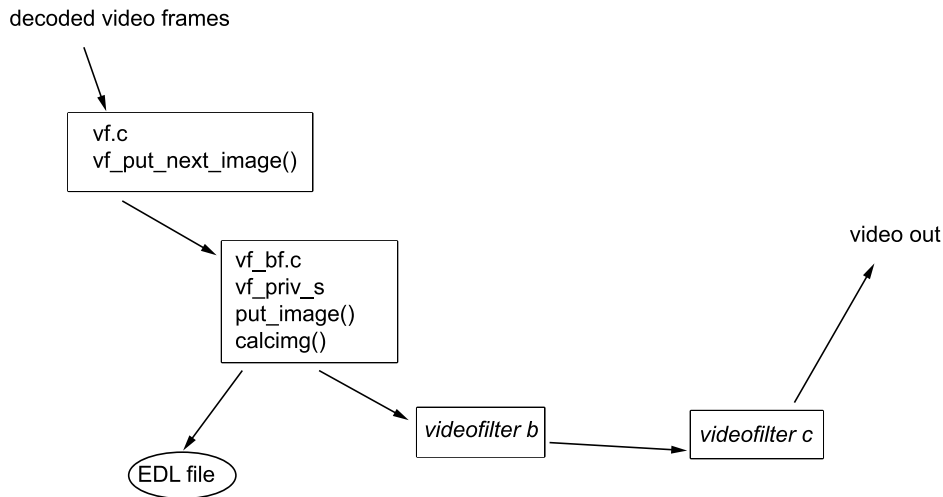 decoded video frames
vf.c
vf_put_next_image()
video out
vf_bf.c
vf_priv_s
put_image()
calcimg()
videofilter b
videofilter c
EDL file